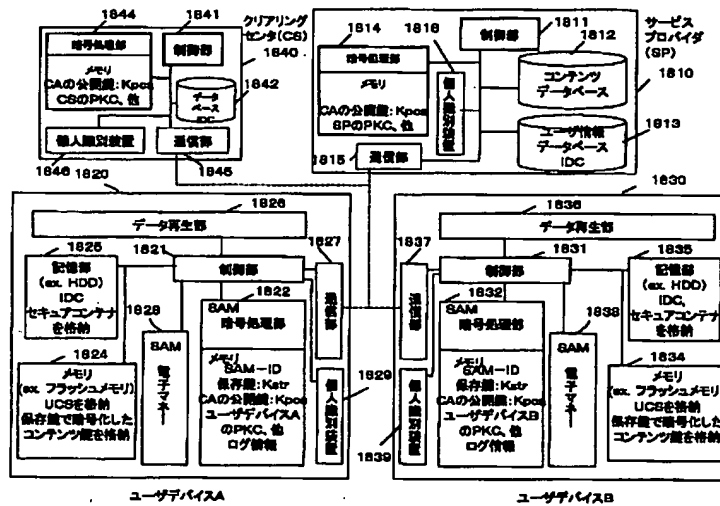 1844
1841
クリアリング
センタ(CS)
暗号処理部
制御部
1840
メモリ
CAの公開鍵:Kpca
CSのPKC、他
1842
データ
ベース
IDC
個人識別装置
通信部
1846
1845
1814
1816
1811
1812
サービス
プロバイダ
(SP)
暗号処理部
制御部
メモリ
CAの公開鍵:Kpca
SPのPKC、他
個人識別装置
コンテンツ
データベース
1810
ユーザ情報
データベース
IDC
1813
1815
通信部
1820
1826
データ再生部
1825
1821
1827
記憶部
(ex. HDD)
IDC
セキュアコンテナ
を格納
制御部
通信部
1828
1822
SAM
暗号処理部
1824
SAM
電子マネー
メモリ
(ex. フラッシュメモリ)
UCSを格納
保存鍵で暗号化した
コンテンツ鍵を格納
メモリ
SAM-ID
保存鍵:Kstr
CAの公開鍵:Kpca
ユーザデバイスA
のPKC、他
ログ情報
1829
個人識別装置
ユーザデバイスA
1830
1836
データ再生部
1837
1831
1835
通信部
制御部
記憶部
(ex. HDD)
IDC,
セキュアコンテナ
を格納
1832
1838
SAM
暗号処理部
SAM
電子マネー
1834
メモリ
SAM-ID
保存鍵:Kstr
CAの公開鍵:Kpca
ユーザデバイスB
のPKC、他
ログ情報
メモリ
(ex. フラッシュメモリ)
UCSを格納
保存鍵で暗号化した
コンテンツ鍵を格納
個人識別装置
1839
ユーザデバイスB